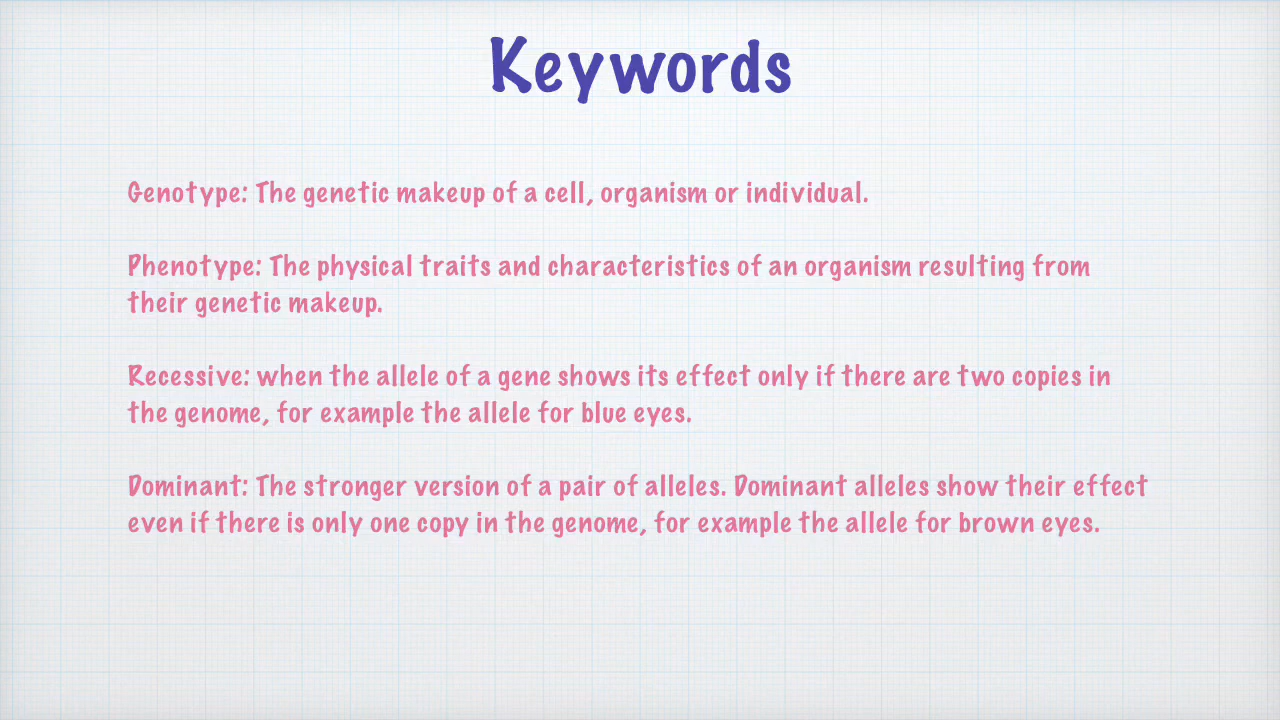 Keywords
Genotype: The genetic makeup of a cell, organism or individual.
Phenotype: The physical traits and characteristics of an organism resulting from
their genetic makeup.
Recessive: when the allele of a gene shows its effect only if there are two copies in
the genome, for example the allele for blue eyes.
Dominant: The stronger version of a pair of alleles. Dominant alleles show their effect
even if there is only one copy in the genome, for example the allele for brown eyes.